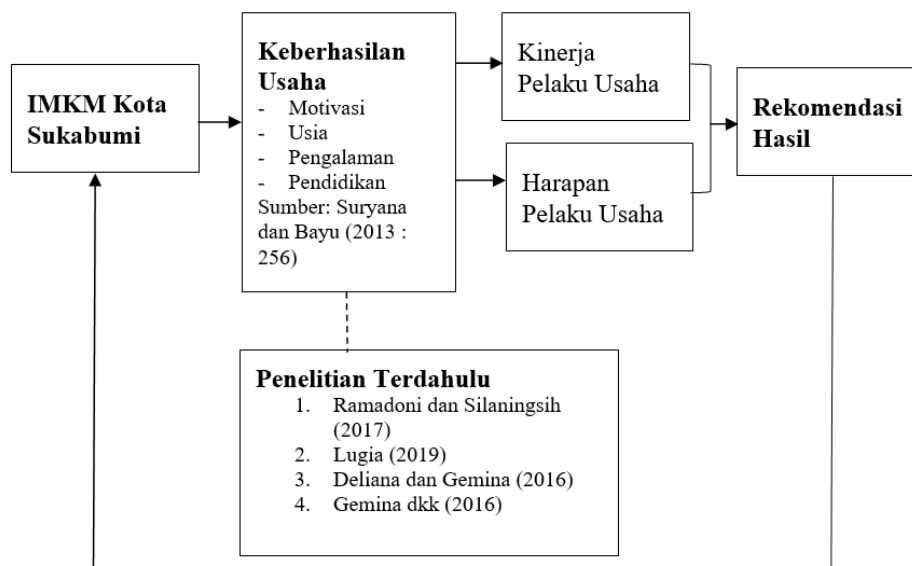 IMKM Kota
Sukabumi
Keberhasilan
Usaha
- Motivasi
- Usia
- Pengalaman
- Pendidikan
Sumber: Suryana
dan Bayu (2013 :
256)
Kinerja
Pelaku Usaha
Harapan
Pelaku Usaha
Rekomendasi
Hasil
Penelitian Terdahulu
1. Ramadoni dan Silaningsih
(2017)
2. Lugia (2019)
3. Deliana dan Gemina (2016)
4. Gemina dkk (2016)